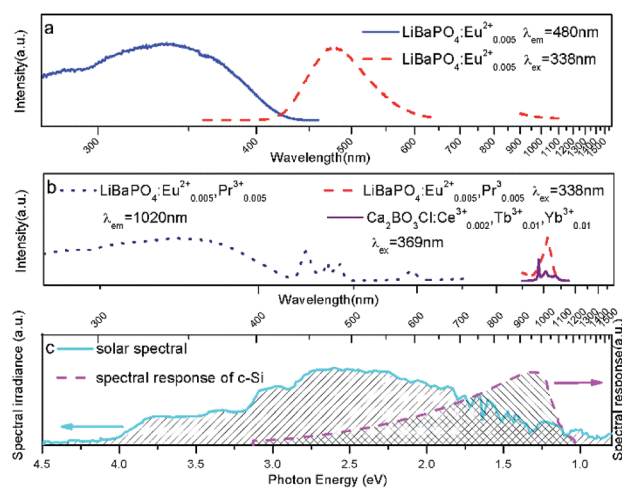 a
LiBaPO4:Eu2+0.005 λem=480nm
LiBaPO4:Eu2+0.005 λex=338nm
Intensity(a.u.)
300 400 500 600 700 800 900 1000 1100 1200 1300 1400 1500
Wavelength(nm)
b
LiBaPO4:Eu2+0.005,Pr3+0.005
λem=1020nm
LiBaPO4:Eu2+0.005,Pr30.005 λex=338nm
Ca2BO3Cl:Ce3+0.002,Tb3+0.01,Yb3+0.01
λex=369nm
Intensity(a.u.)
Wavelength(nm)
300 400 500 600 700 800 900 1000 1100 1200 1300 1400 1500
c
solar spectral
spectral response of c-Si
Spectral irradiance (a.u.)
Spectral response(a.u.)
4.5 4.0 3.5 3.0 2.5 2.0 1.5 1.0
Photon Energy (eV)